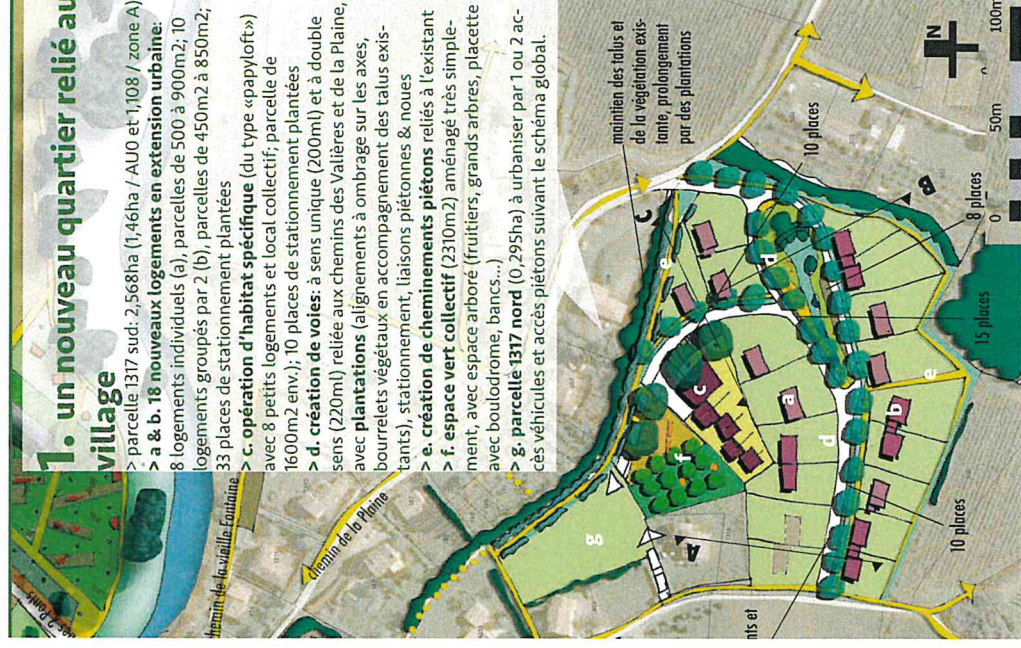 1. un nouveau quartier relié au
village
> parcelle 1317 sud: 2,568ha (1,46ha / AU0 et 1,108 / zone A)
> a & b. 18 nouveaux logements en extension urbaine:
8 logements individuels (a), parcelles de 500 à 900m2; 10
logements groupés par 2 (b), parcelles de 450m2 à 850m2;
33 places de stationnement plantées
> c. opération d'habitat spécifique (du type «papyloft»)
avec 8 petits logements et local collectif; parcelle de
1600m2 env.); 10 places de stationnement plantées
> d. création de voies: à sens unique (200ml) et à double
sens (220ml) reliée aux chemins des Valières et de la Plaine,
avec plantations (alignements à ombrage sur les axes,
bourrelets végétaux en accompagnement des talus exis-
tants), stationnement, liaisons piétonnes & noues
> e. création de cheminements piétons reliés à l'existant
> f. espace vert collectif (2310m2) aménagé très simple-
ment, avec espace arboré (fruitiers, grands arbres, placette
avec boulodrome, bancs...)
> g. parcelle 1317 nord (0,295ha) à urbaniser par 1 ou 2 ac-
cès véhicules et accès piétons suivant le schéma global.
2 Ponts
chemin de la vieille Fontaine
chemin de la Plaine
maintien des talus et
de la végétation exis-
tante, prolongement
par des plantations
10 places
N
0
50m
100m
C
B
8 places
e
d
c
f
g
A
a
15 places
e
b
d
10 places
nts et